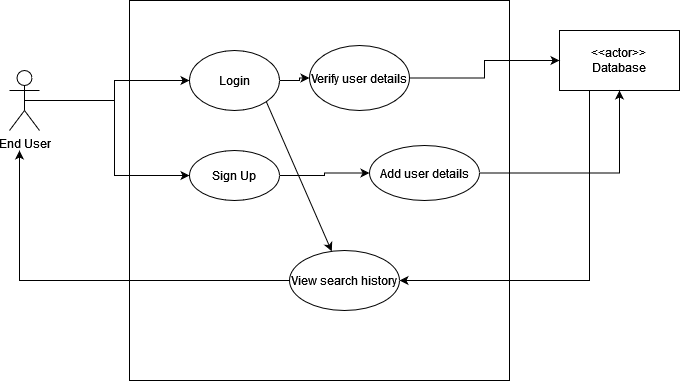 <<actor>>
Database
Login
Verify user details
End User
Sign Up
Add user details
View search history